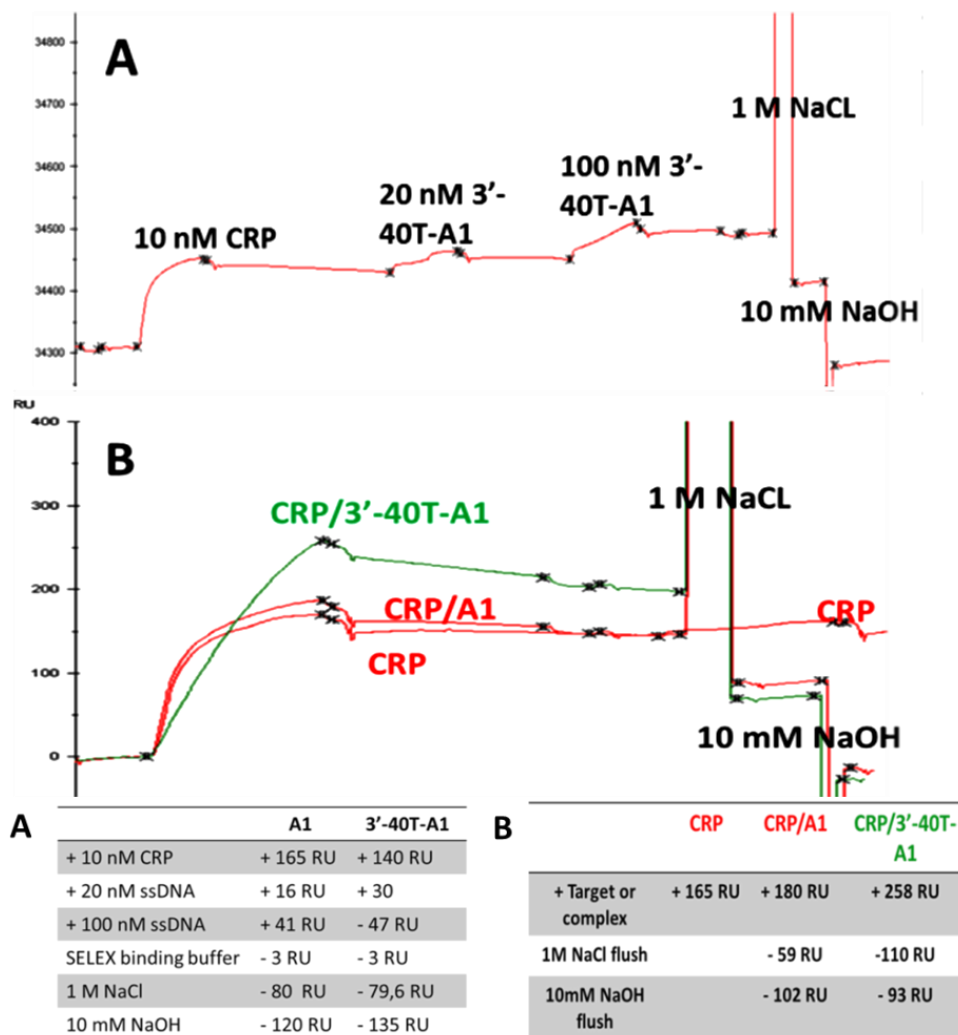 A
34800
34700
34600
34500
34400
34300
10 nM CRP
20 nM 3’-
40T-A1
100 nM 3’-
40T-A1
1 M NaCL
10 mM NaOH
RU
B
400
300
200
100
0
CRP/3’-40T-A1
CRP/A1
CRP
1 M NaCL
CRP
10 mM NaOH
A
A1 3’-40T-A1
+ 10 nM CRP + 165 RU + 140 RU
+ 20 nM ssDNA + 16 RU + 30
+ 100 nM ssDNA + 41 RU - 47 RU
SELEX binding buffer - 3 RU - 3 RU
1 M NaCl - 80 RU - 79,6 RU
10 mM NaOH - 120 RU - 135 RU
B
CRP CRP/A1 CRP/3’-40T-
A1
+ Target or
complex + 165 RU + 180 RU + 258 RU
1M NaCl flush - 59 RU -110 RU
10mM NaOH
flush - 102 RU - 93 RU